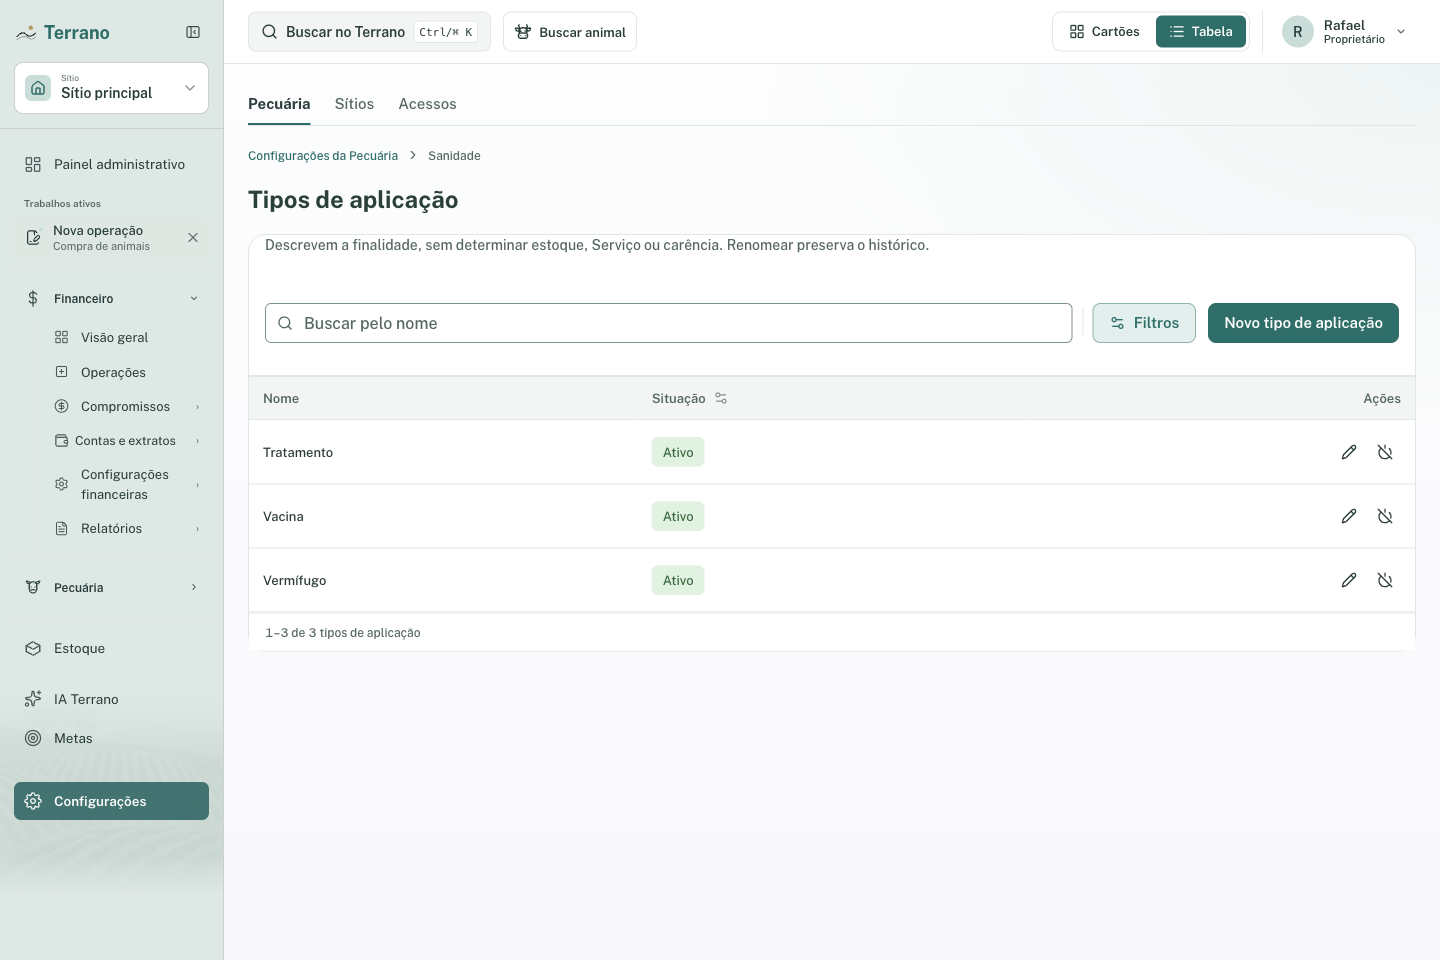 Terrano
Sítio
Sítio principal
Painel administrativo
Trabalhos ativos
Nova operação
Compra de animais
Financeiro
Visão geral
Operações
Compromissos
Contas e extratos
Configurações
financeiras
Relatórios
Pecuária
Estoque
IA Terrano
Metas
Configurações
Buscar no Terrano Ctrl/⌘ K
Buscar animal
Cartões
Tabela
R
Rafael
Proprietário
Pecuária Sítios Acessos
Configurações da Pecuária > Sanidade
Tipos de aplicação
Descrevem a finalidade, sem determinar estoque, Serviço ou carência. Renomear preserva o histórico.
Buscar pelo nome
Filtros
Novo tipo de aplicação
Nome Situação Ações
Tratamento Ativo
Vacina Ativo
Vermífugo Ativo
1–3 de 3 tipos de aplicação